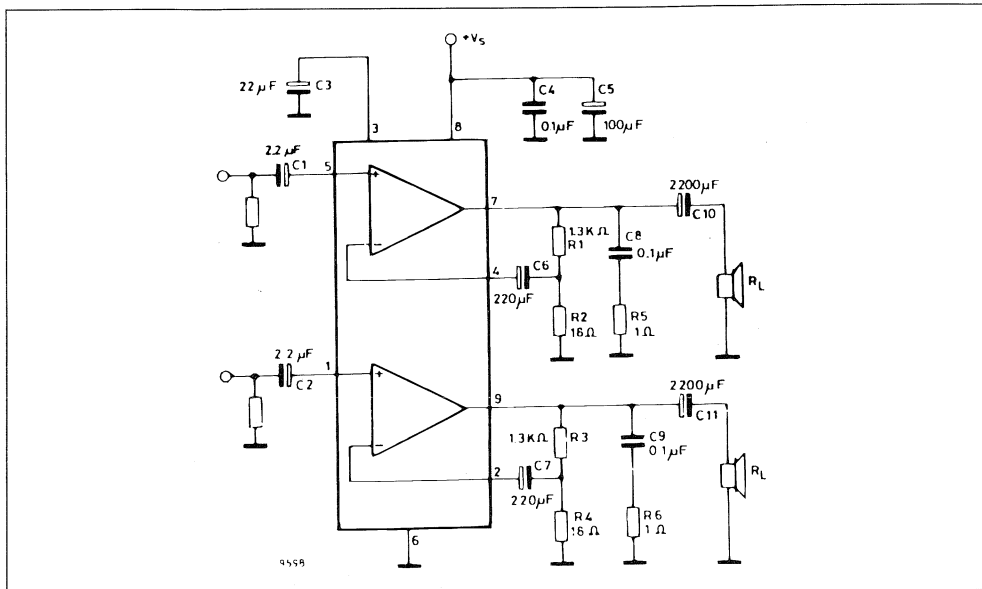 +Vs
22µF
C3
C4
0.1µF
C5
100µF
3
8
2.2µF
C1
5
+
−
7
4
1.3KΩ
R1
C6
220µF
R2
18Ω
C8
0.1µF
R5
1Ω
2200µF
C10
RL
2.2µF
C2
1
+
−
9
2
1.3KΩ
R3
C7
220µF
R4
18Ω
C9
0.1µF
R6
1Ω
2200µF
C11
RL
6
9558